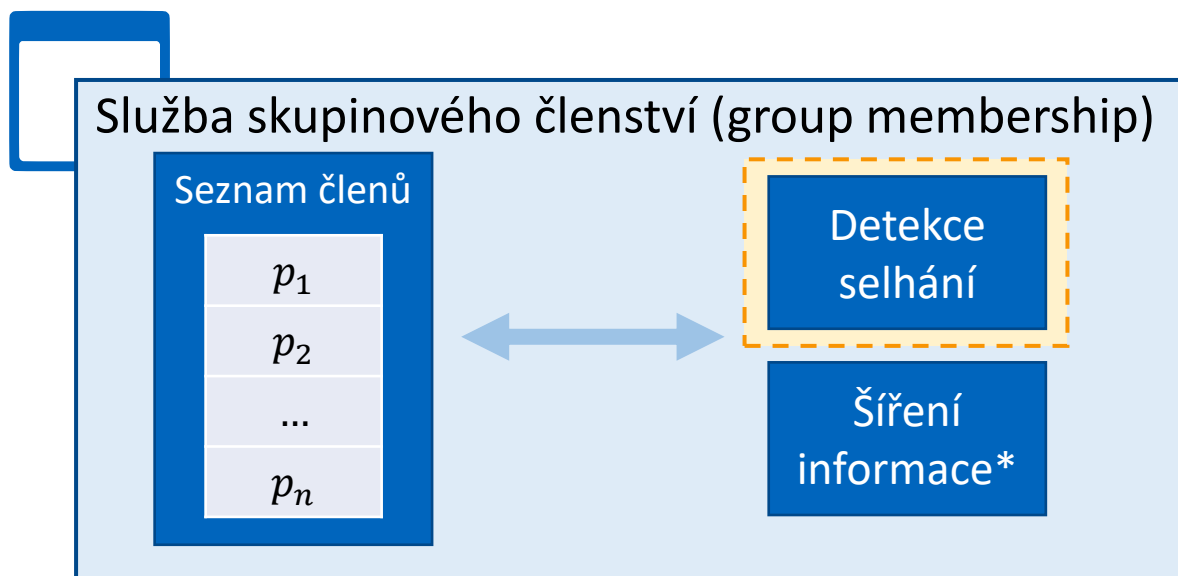 Služba skupinového členství (group membership)
Seznam členů
p₁
p₂
...
pₙ
Detekce
selhání
Šíření
informace*